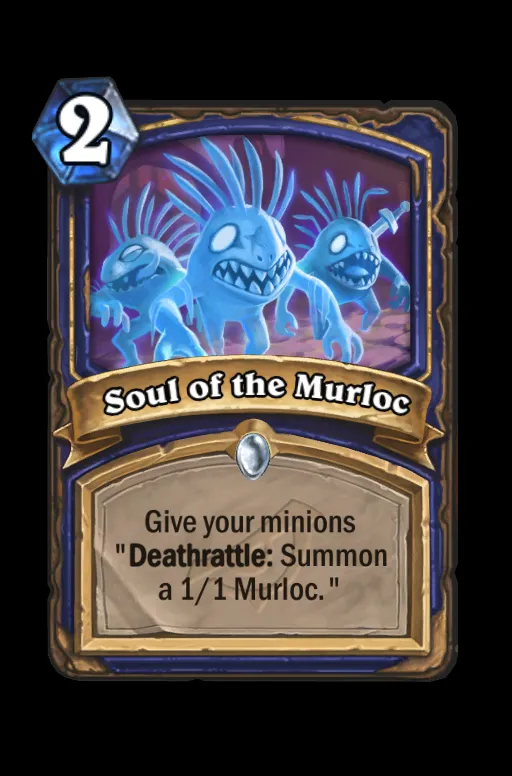 2
Soul of the Murloc
Give your minions
"Deathrattle: Summon
a 1/1 Murloc."